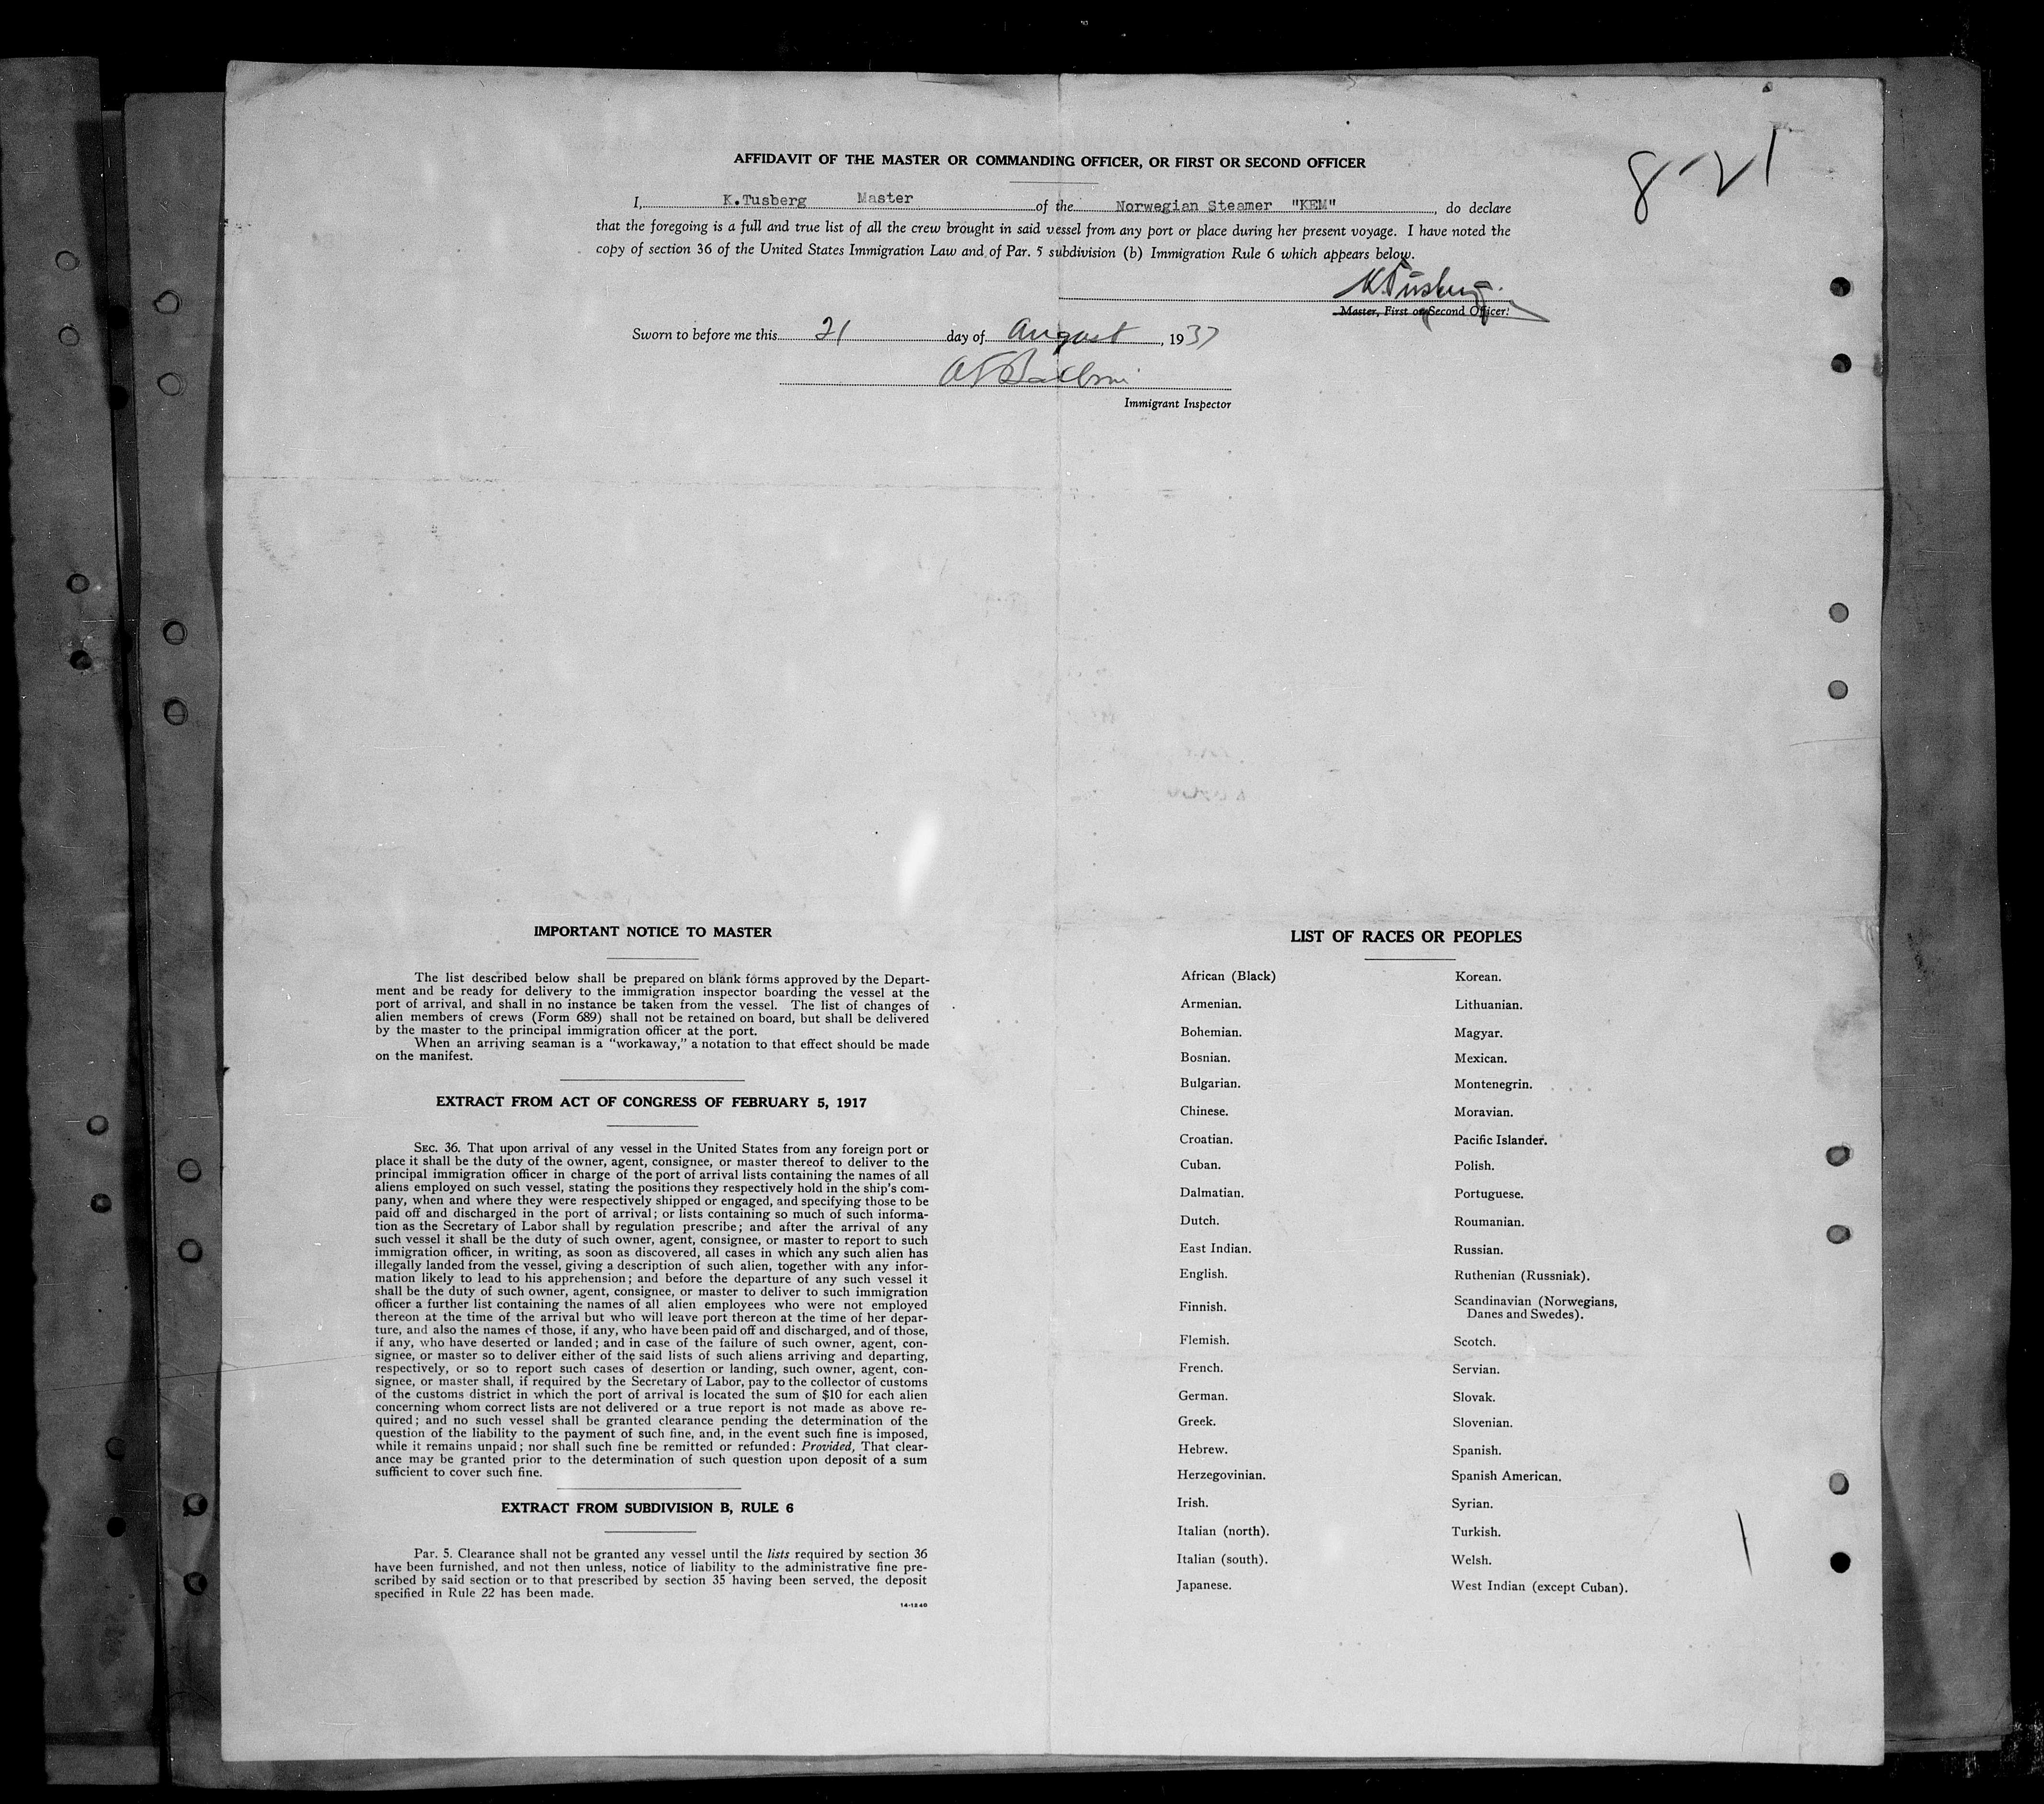 AFFIDAVIT OF THE MASTER OR COMMANDING OFFICER, OR FIRST OR SECOND OFFICER
8-21
I, K.Tusberg Master of the Norwegian Steamer "KEM", do declare
that the foregoing is a full and true list of all the crew brought in said vessel from any port or place during her present voyage. I have noted the
copy of section 36 of the United States Immigration Law and of Par. 5 subdivision (b) Immigration Rule 6 which appears below.
K Tusberg.
Master, First or Second Officer.
Sworn to before me this 21 day of August, 1937
Immigrant Inspector
IMPORTANT NOTICE TO MASTER
The list described below shall be prepared on blank forms approved by the Depart-
ment and be ready for delivery to the immigration inspector boarding the vessel at the
port of arrival, and shall in no instance be taken from the vessel. The list of changes of
alien members of crews (Form 689) shall not be retained on board, but shall be delivered
by the master to the principal immigration officer at the port.
When an arriving seaman is a "workaway," a notation to that effect should be made
on the manifest.
EXTRACT FROM ACT OF CONGRESS OF FEBRUARY 5, 1917
SEC. 36. That upon arrival of any vessel in the United States from any foreign port or
place it shall be the duty of the owner, agent, consignee, or master thereof to deliver to the
principal immigration officer in charge of the port of arrival lists containing the names of all
aliens employed on such vessel, stating the positions they respectively hold in the ship's com-
pany, when and where they were respectively shipped or engaged, and specifying those to be
paid off and discharged in the port of arrival; or lists containing so much of such informa-
tion as the Secretary of Labor shall by regulation prescribe; and after the arrival of any
such vessel it shall be the duty of such owner, agent, consignee, or master to report to such
immigration officer, in writing, as soon as discovered, all cases in which any such alien has
illegally landed from the vessel, giving a description of such alien, together with any infor-
mation likely to lead to his apprehension; and before the departure of any such vessel it
shall be the duty of such owner, agent, consignee, or master to deliver to such immigration
officer a further list containing the names of all alien employees who were not employed
thereon at the time of the arrival but who will leave port thereon at the time of her depar-
ture, and also the names of those, if any, who have been paid off and discharged, and of those,
if any, who have deserted or landed; and in case of the failure of such owner, agent, con-
signee, or master so to deliver either of the said lists of such aliens arriving and departing,
respectively, or so to report such cases of desertion or landing, such owner, agent, con-
signee, or master shall, if required by the Secretary of Labor, pay to the collector of customs
of the customs district in which the port of arrival is located the sum of $10 for each alien
concerning whom correct lists are not delivered or a true report is not made as above re-
quired; and no such vessel shall be granted clearance pending the determination of the
question of the liability to the payment of such fine, and, in the event such fine is imposed,
while it remains unpaid; nor shall such fine be remitted or refunded: Provided, That clear-
ance may be granted prior to the determination of such question upon deposit of a sum
sufficient to cover such fine.
EXTRACT FROM SUBDIVISION B, RULE 6
Par. 5. Clearance shall not be granted any vessel until the lists required by section 36
have been furnished, and not then unless, notice of liability to the administrative fine pre-
scribed by said section or to that prescribed by section 35 having been served, the deposit
specified in Rule 22 has been made.
14-1240
LIST OF RACES OR PEOPLES
African (Black)
Armenian.
Bohemian.
Bosnian.
Bulgarian.
Chinese.
Croatian.
Cuban.
Dalmatian.
Dutch.
East Indian.
English.
Finnish.
Flemish.
French.
German.
Greek.
Hebrew.
Herzegovinian.
Irish.
Italian (north).
Italian (south).
Japanese.
Korean.
Lithuanian.
Magyar.
Mexican.
Montenegrin.
Moravian.
Pacific Islander.
Polish.
Portuguese.
Roumanian.
Russian.
Ruthenian (Russniak).
Scandinavian (Norwegians,
Danes and Swedes).
Scotch.
Servian.
Slovak.
Slovenian.
Spanish.
Spanish American.
Syrian.
Turkish.
Welsh.
West Indian (except Cuban).